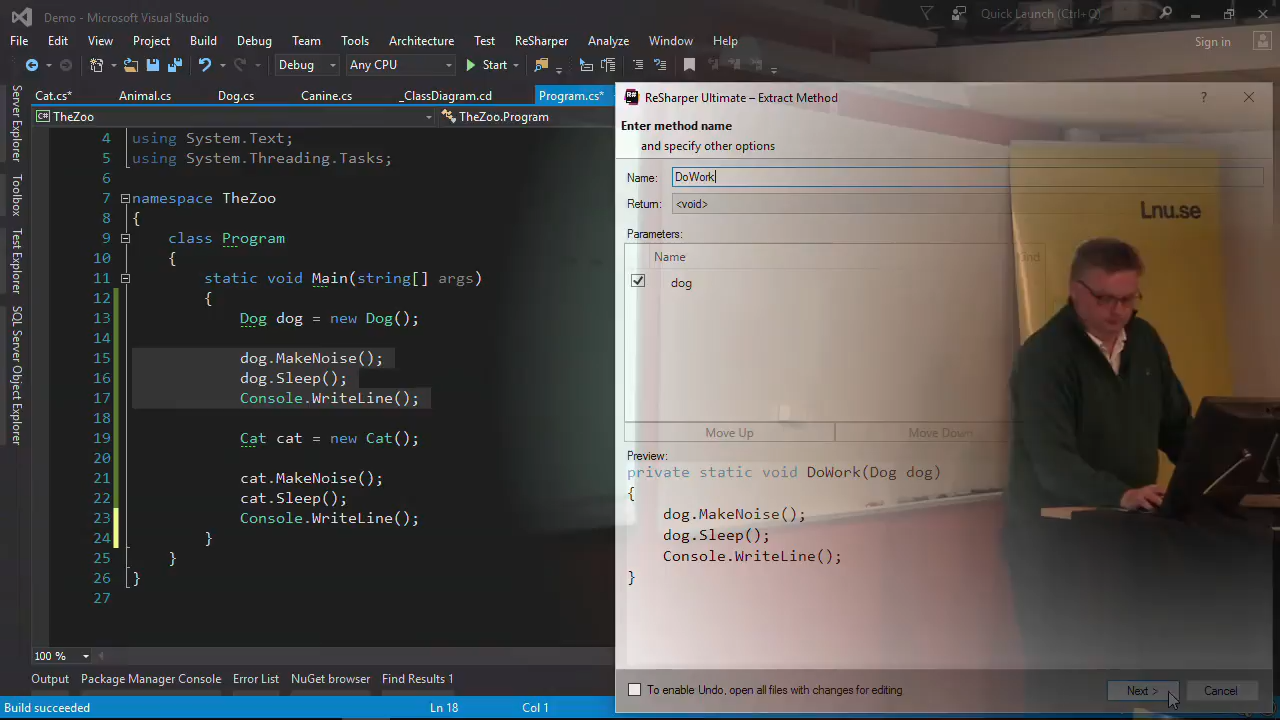 Demo - Microsoft Visual Studio
Quick Launch (Ctrl+Q)
File Edit View Project Build Debug Team Tools Architecture Test ReSharper Analyze Window Help
Sign in
Debug Any CPU Start
Server Explorer
Toolbox
Test Explorer
SQL Server Object Explorer
Cat.cs* Animal.cs Dog.cs Canine.cs _ClassDiagram.cd Program.cs*
TheZoo TheZoo.Program
4 using System.Text;
5 using System.Threading.Tasks;
6
7 namespace TheZoo
8 {
9 class Program
10 {
11 static void Main(string[] args)
12 {
13 Dog dog = new Dog();
14
15 dog.MakeNoise();
16 dog.Sleep();
17 Console.WriteLine();
18
19 Cat cat = new Cat();
20
21 cat.MakeNoise();
22 cat.Sleep();
23 Console.WriteLine();
24 }
25 }
26 }
27
100 %
Output Package Manager Console Error List NuGet browser Find Results 1
Build succeeded Ln 18 Col 1
R# ReSharper Ultimate – Extract Method ?
Enter method name
and specify other options
Name: DoWork
Return: <void>
Parameters:
Name
dog
Move Up Move Down
Preview:
private static void DoWork(Dog dog)
{
dog.MakeNoise();
dog.Sleep();
Console.WriteLine();
}
To enable Undo, open all files with changes for editing
Next > Cancel
Lnu.se